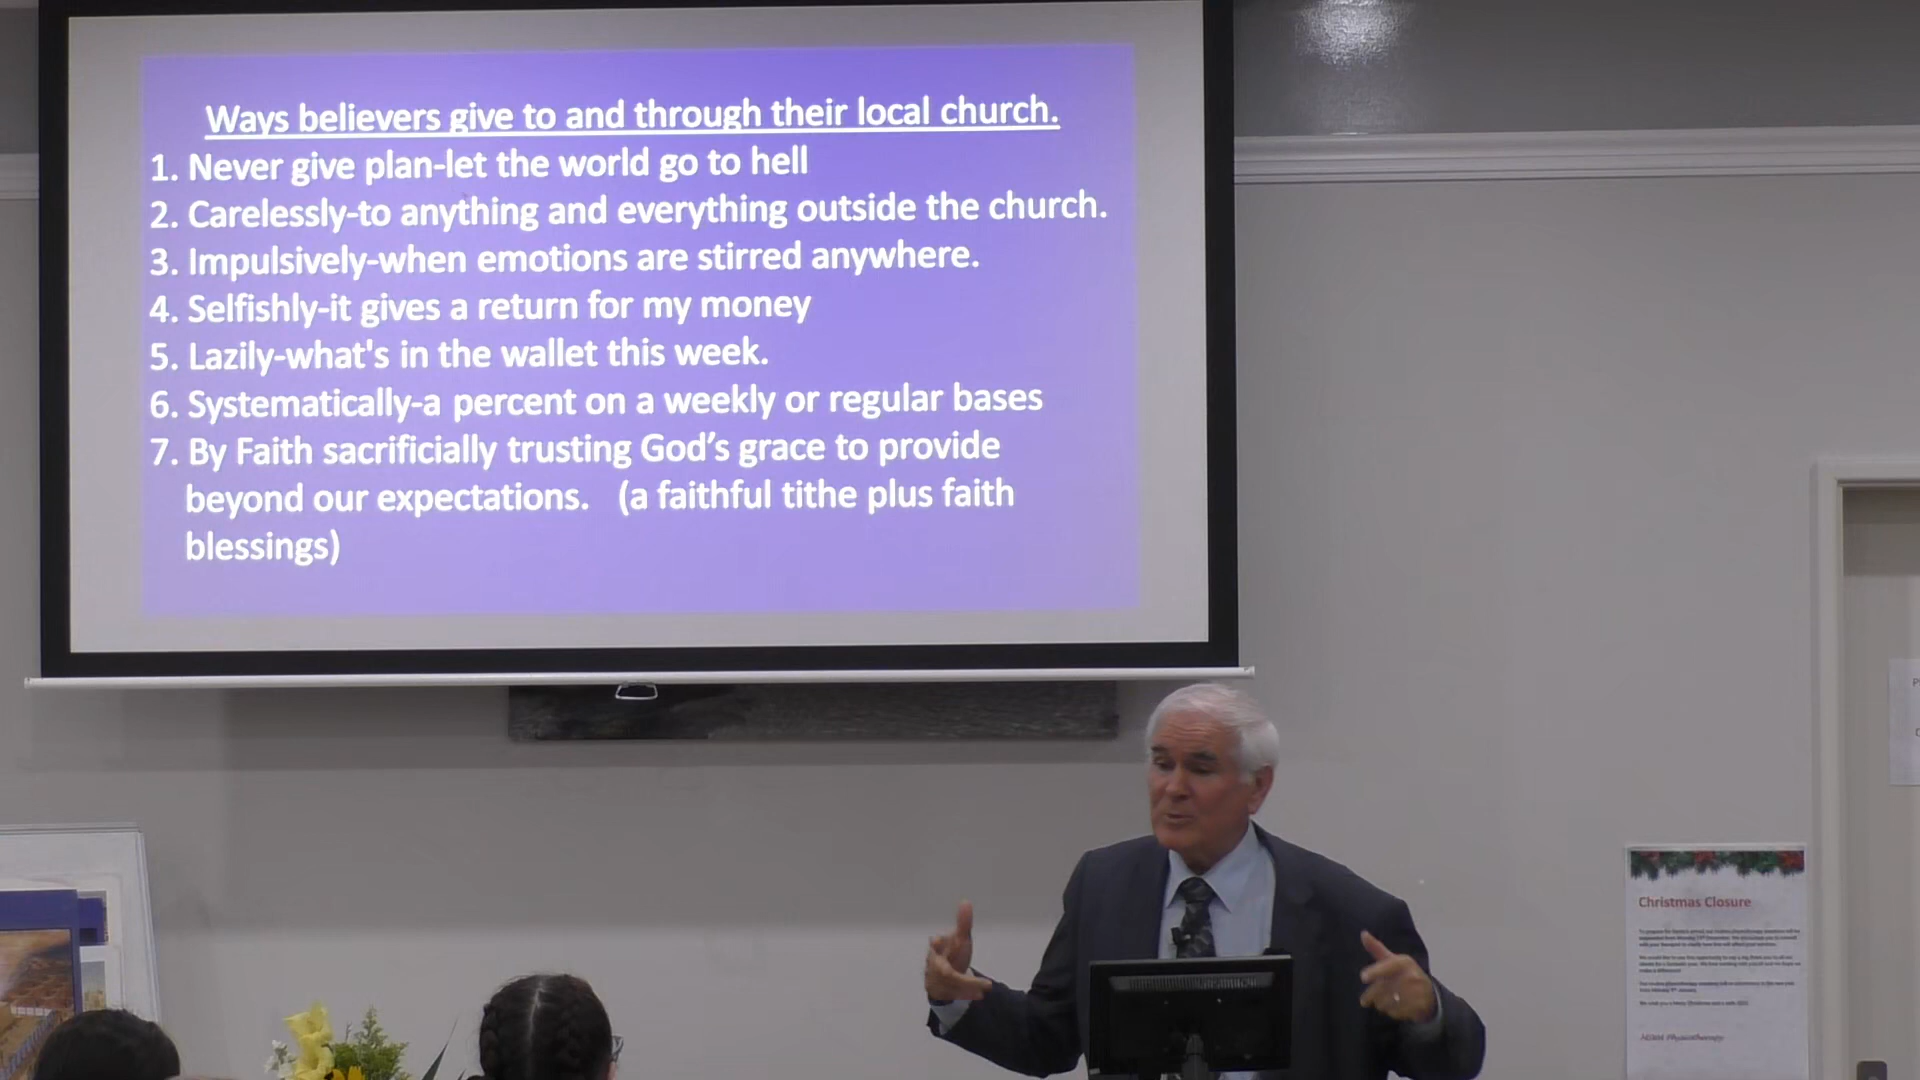 Ways believers give to and through their local church.
1. Never give plan-let the world go to hell
2. Carelessly-to anything and everything outside the church.
3. Impulsively-when emotions are stirred anywhere.
4. Selfishly-it gives a return for my money
5. Lazily-what's in the wallet this week.
6. Systematically-a percent on a weekly or regular bases
7. By Faith sacrificially trusting God’s grace to provide
beyond our expectations. (a faithful tithe plus faith
blessings)
Christmas Closure